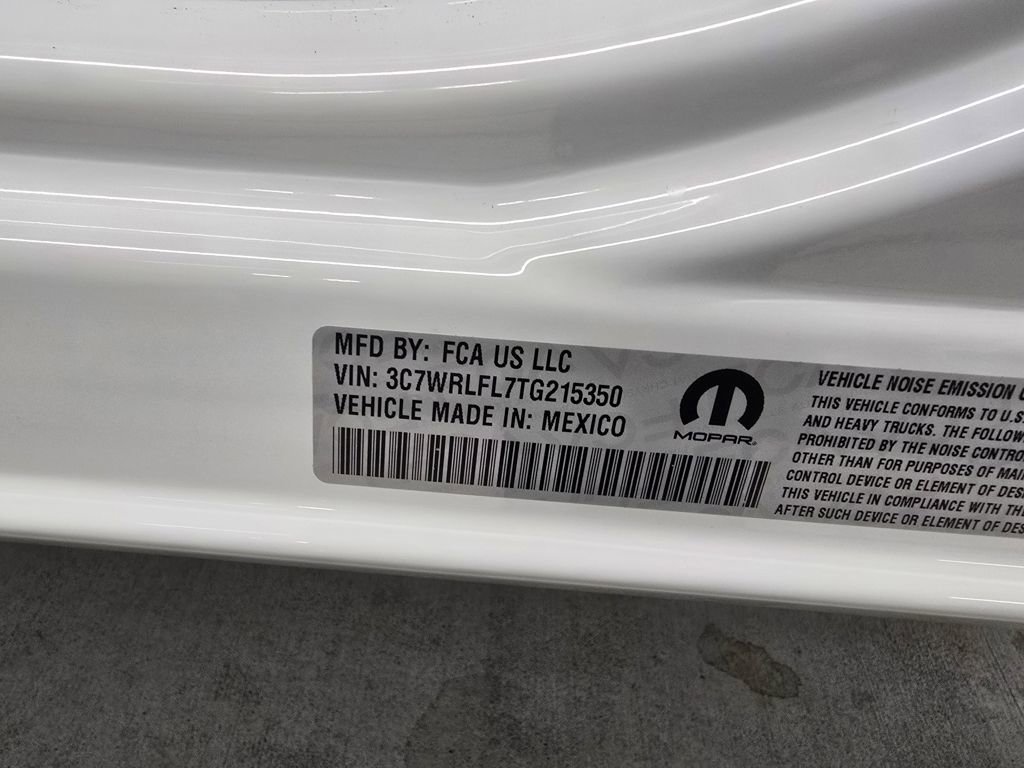 MFD BY: FCA US LLC
VIN: 3C7WRLFL7TG215350
VEHICLE MADE IN: MEXICO
MOPAR
VEHICLE NOISE EMISSION
THIS VEHICLE CONFORMS TO U.S.
AND HEAVY TRUCKS. THE FOLLOW
PROHIBITED BY THE NOISE CONTRO
OTHER THAN FOR PURPOSES OF MAI
CONTROL DEVICE OR ELEMENT OF DES
THIS VEHICLE IN COMPLIANCE WITH THE
AFTER SUCH DEVICE OR ELEMENT OF DES